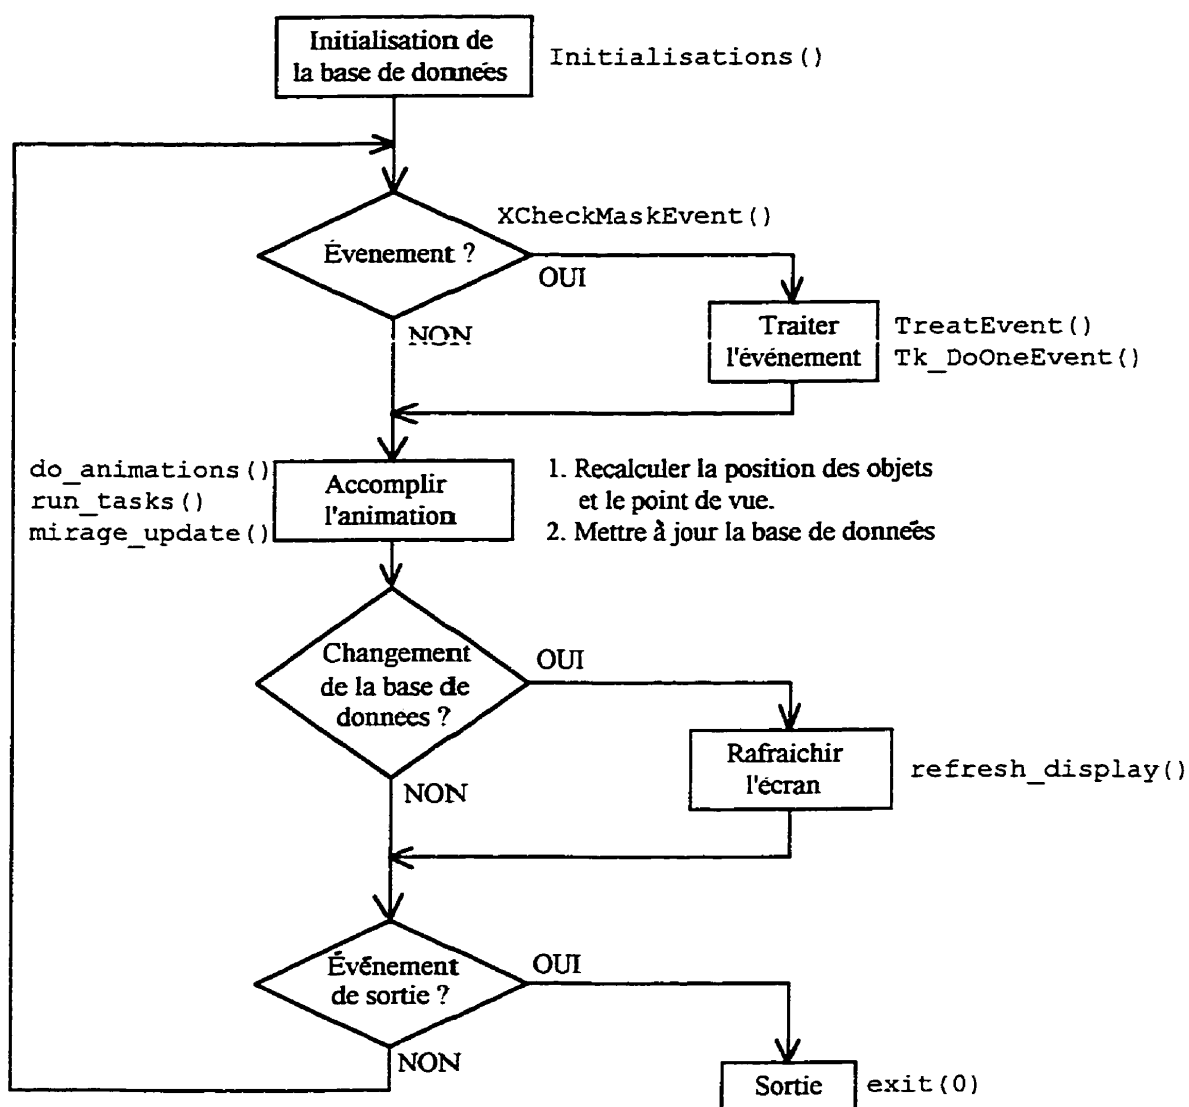 Initialisation de
la base de données
Initialisations()
XCheckMaskEvent()
Évenement ?
OUI
NON
Traiter
l'événement
TreatEvent()
Tk_DoOneEvent()
do_animations()
run_tasks()
mirage_update()
Accomplir
l'animation
1. Recalculer la position des objets
et le point de vue.
2. Mettre à jour la base de données
Changement
de la base de
donnees ?
OUI
NON
Rafraichir
l'écran
refresh_display()
Événement
de sortie ?
OUI
NON
Sortie
exit(0)